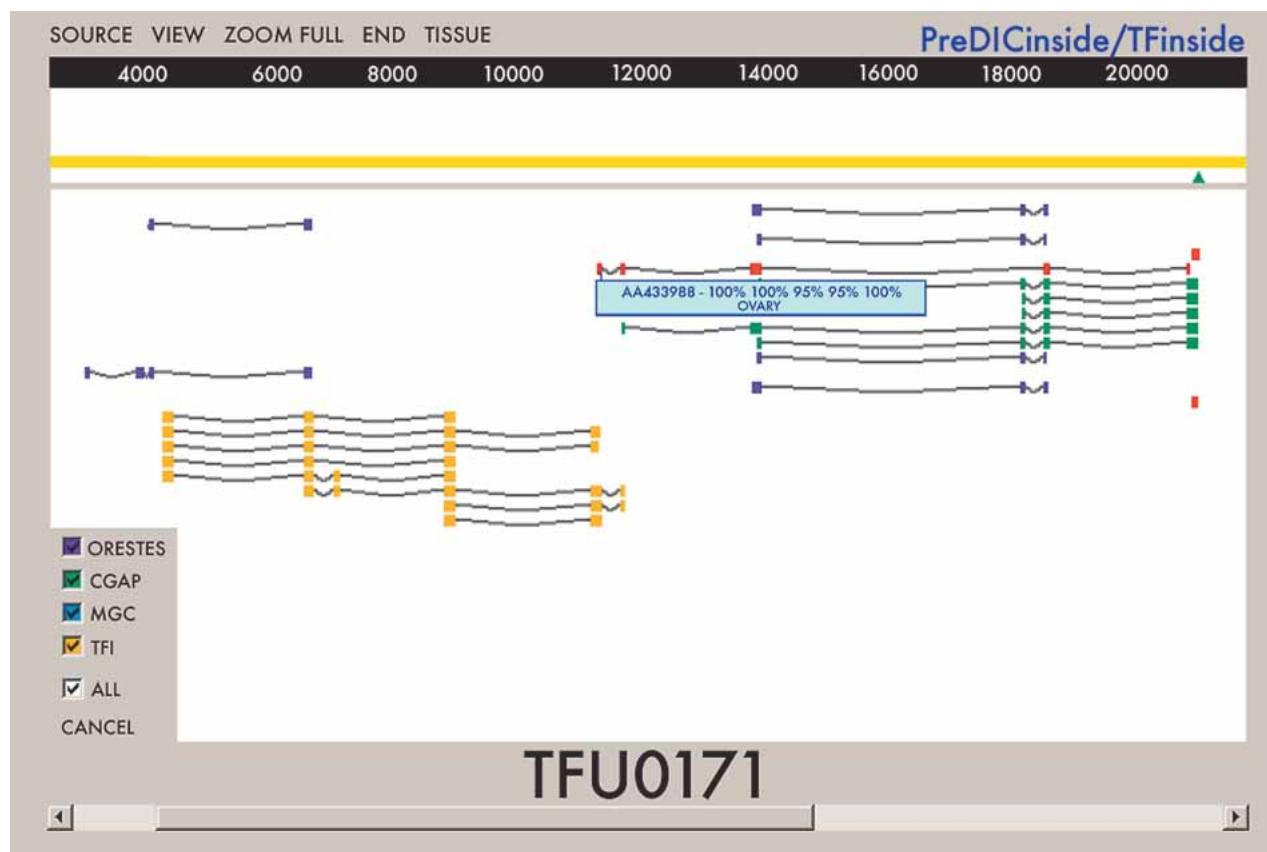 SOURCE VIEW ZOOM FULL END TISSUE
PreDICinside/TFinside
4000 6000 8000 10000 12000 14000 16000 18000 20000
AA433988 - 100% 100% 95% 95% 100%
OVARY
ORESTES
CGAP
MGC
TFI
ALL
CANCEL
TFU0171